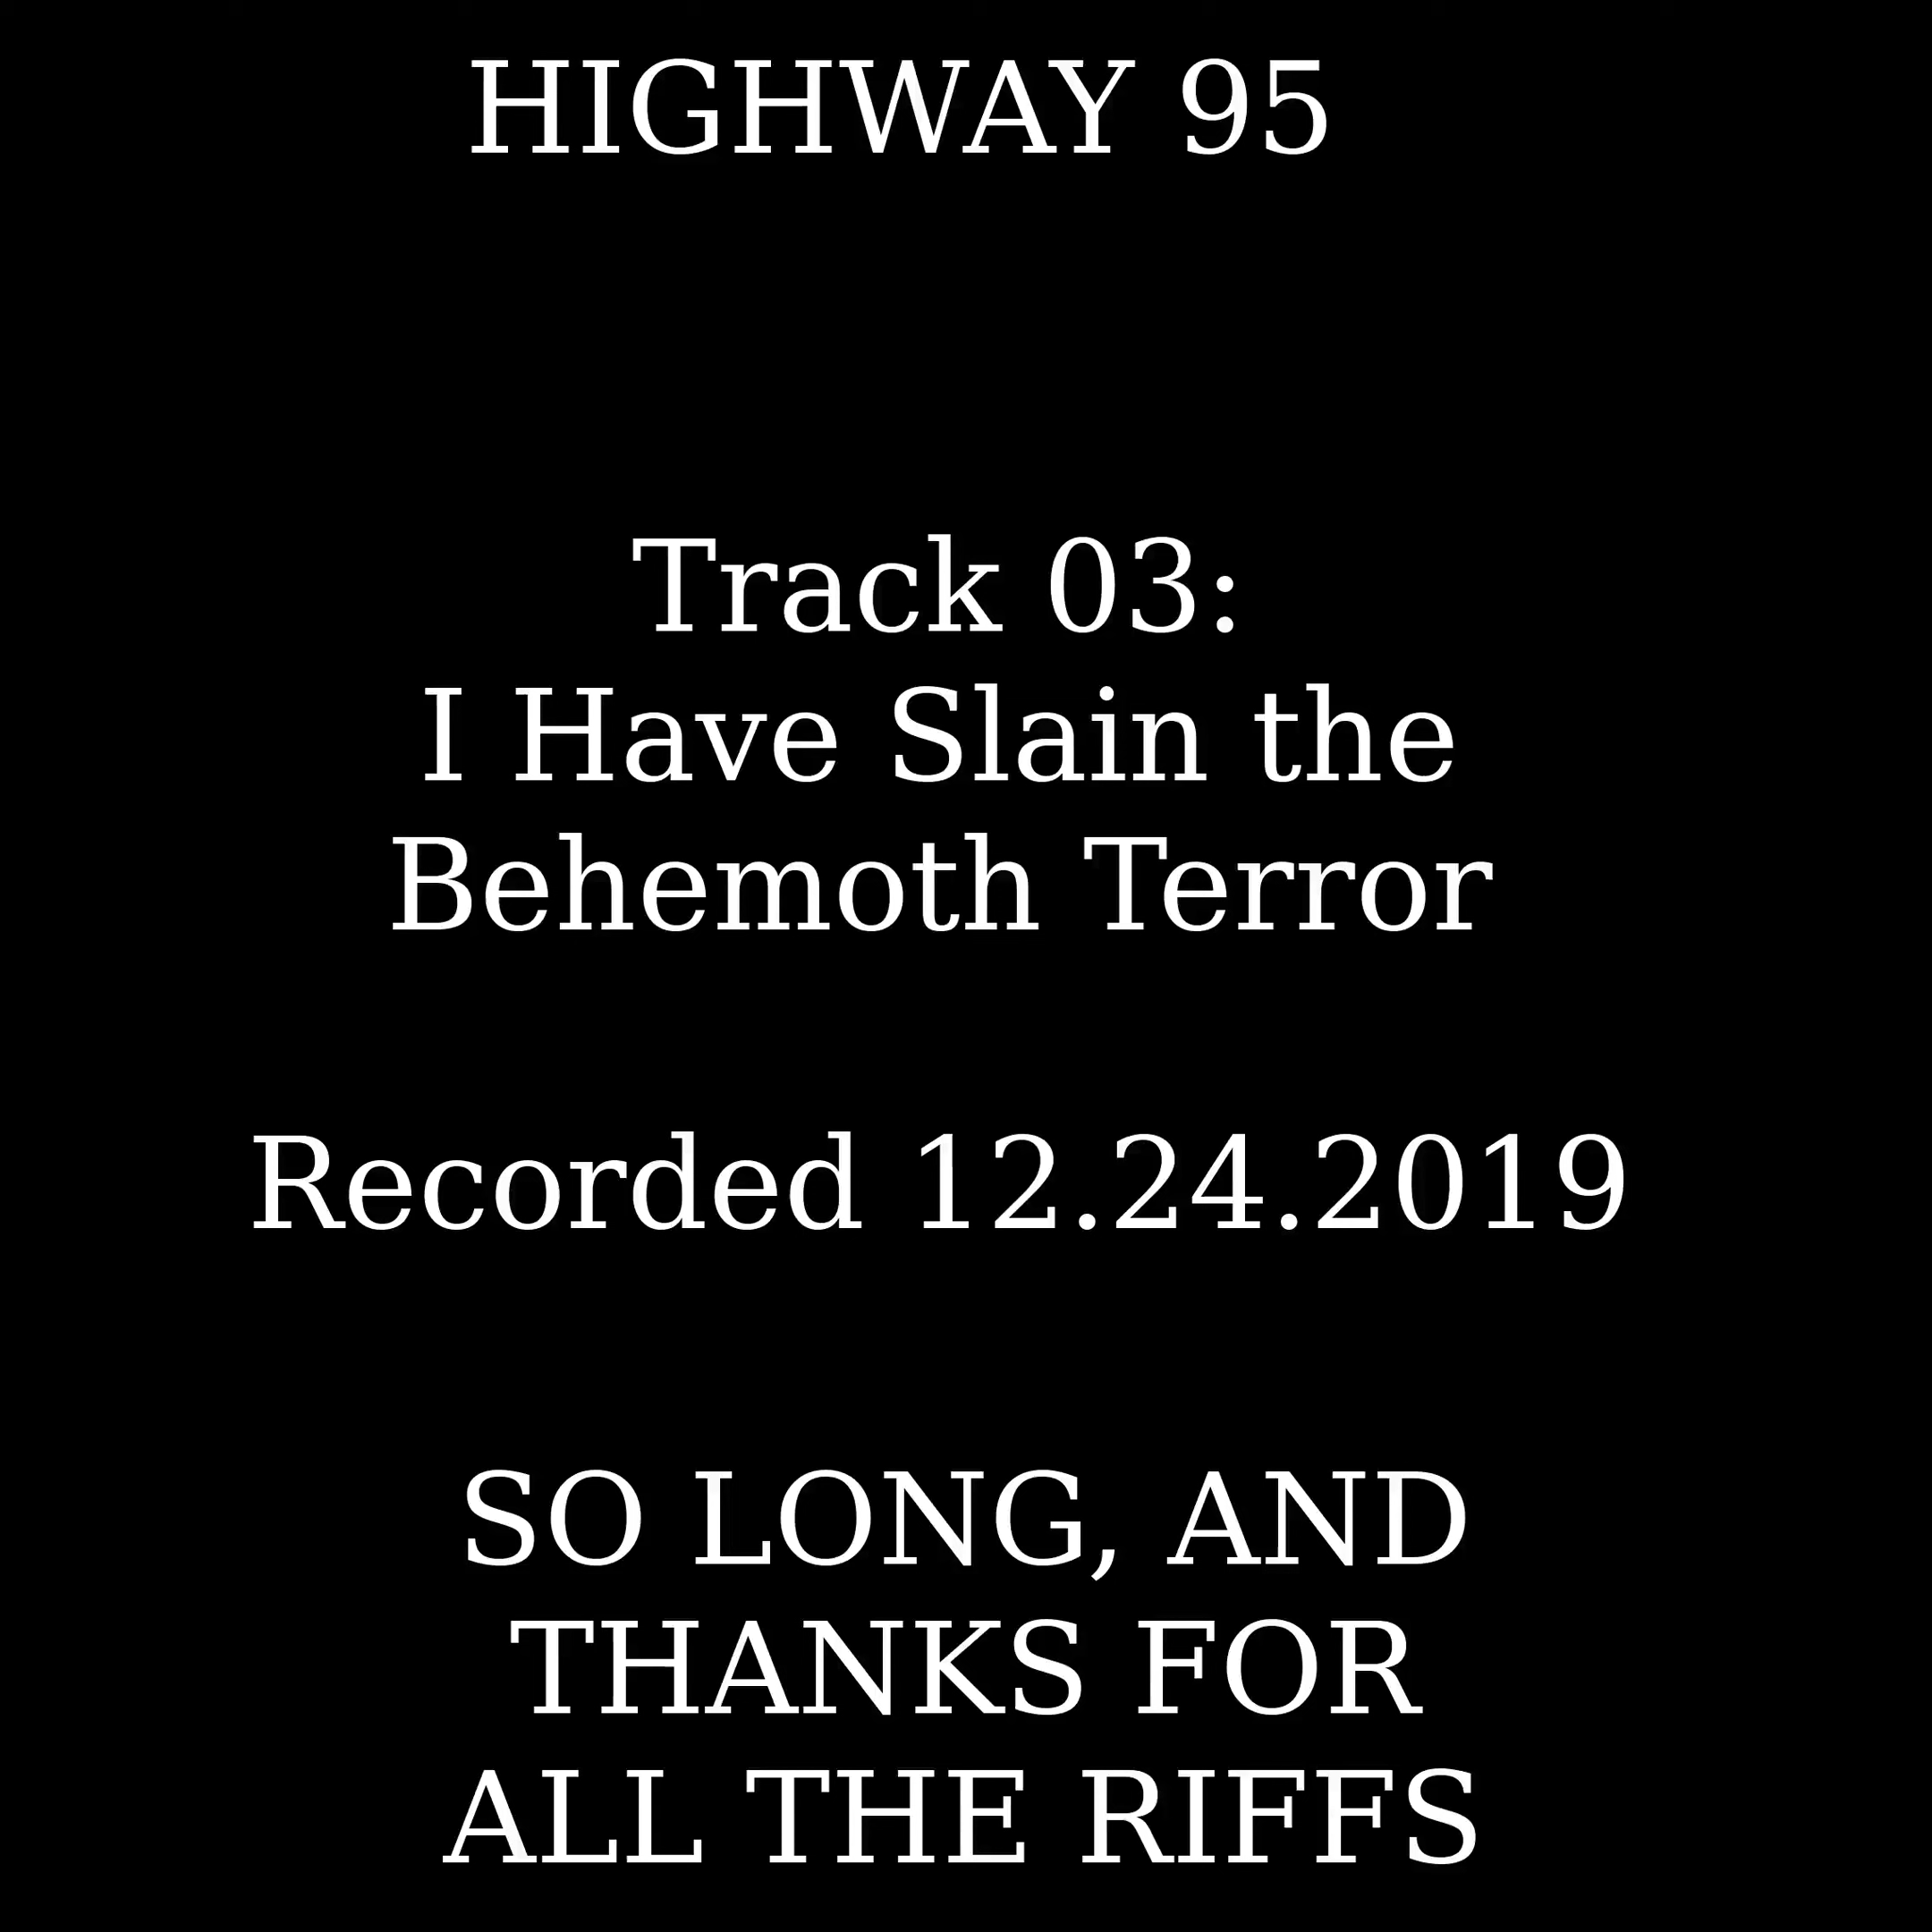 HIGHWAY 95
Track 03:
I Have Slain the
Behemoth Terror
Recorded 12.24.2019
SO LONG, AND
THANKS FOR
ALL THE RIFFS